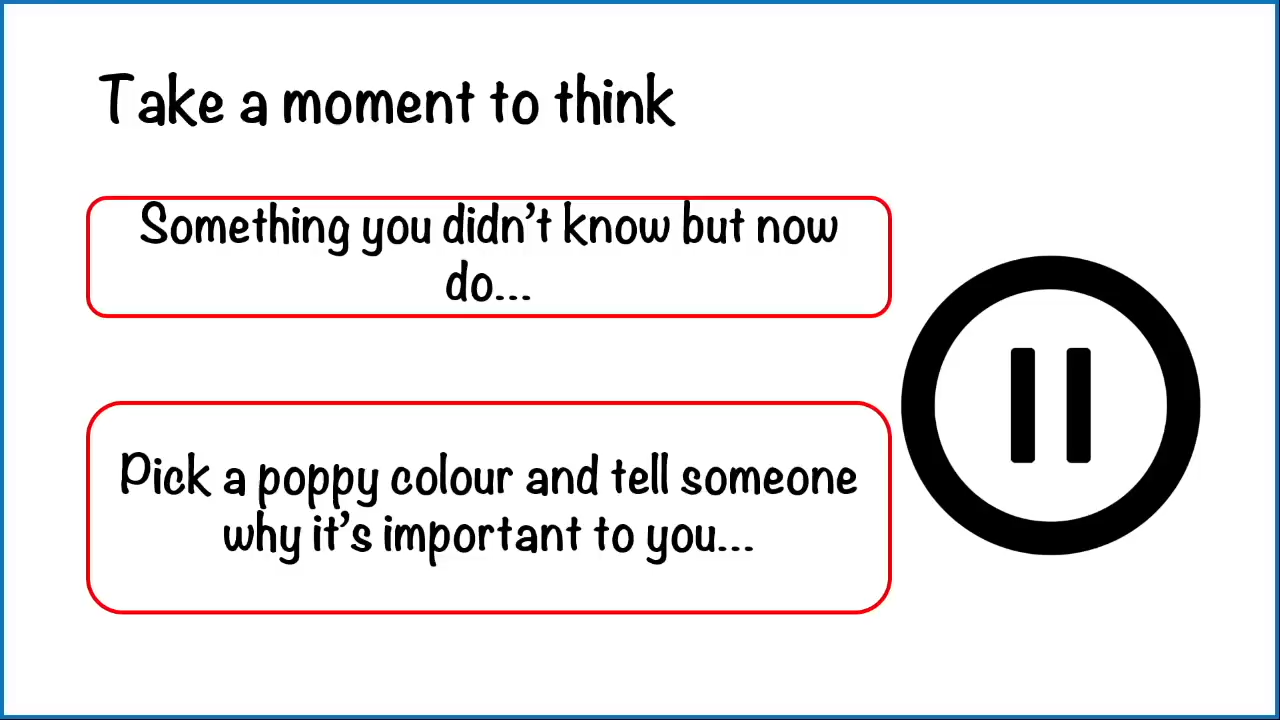 Take a moment to think
Something you didn't know but now
do...
Pick a poppy colour and tell someone
why it's important to you...